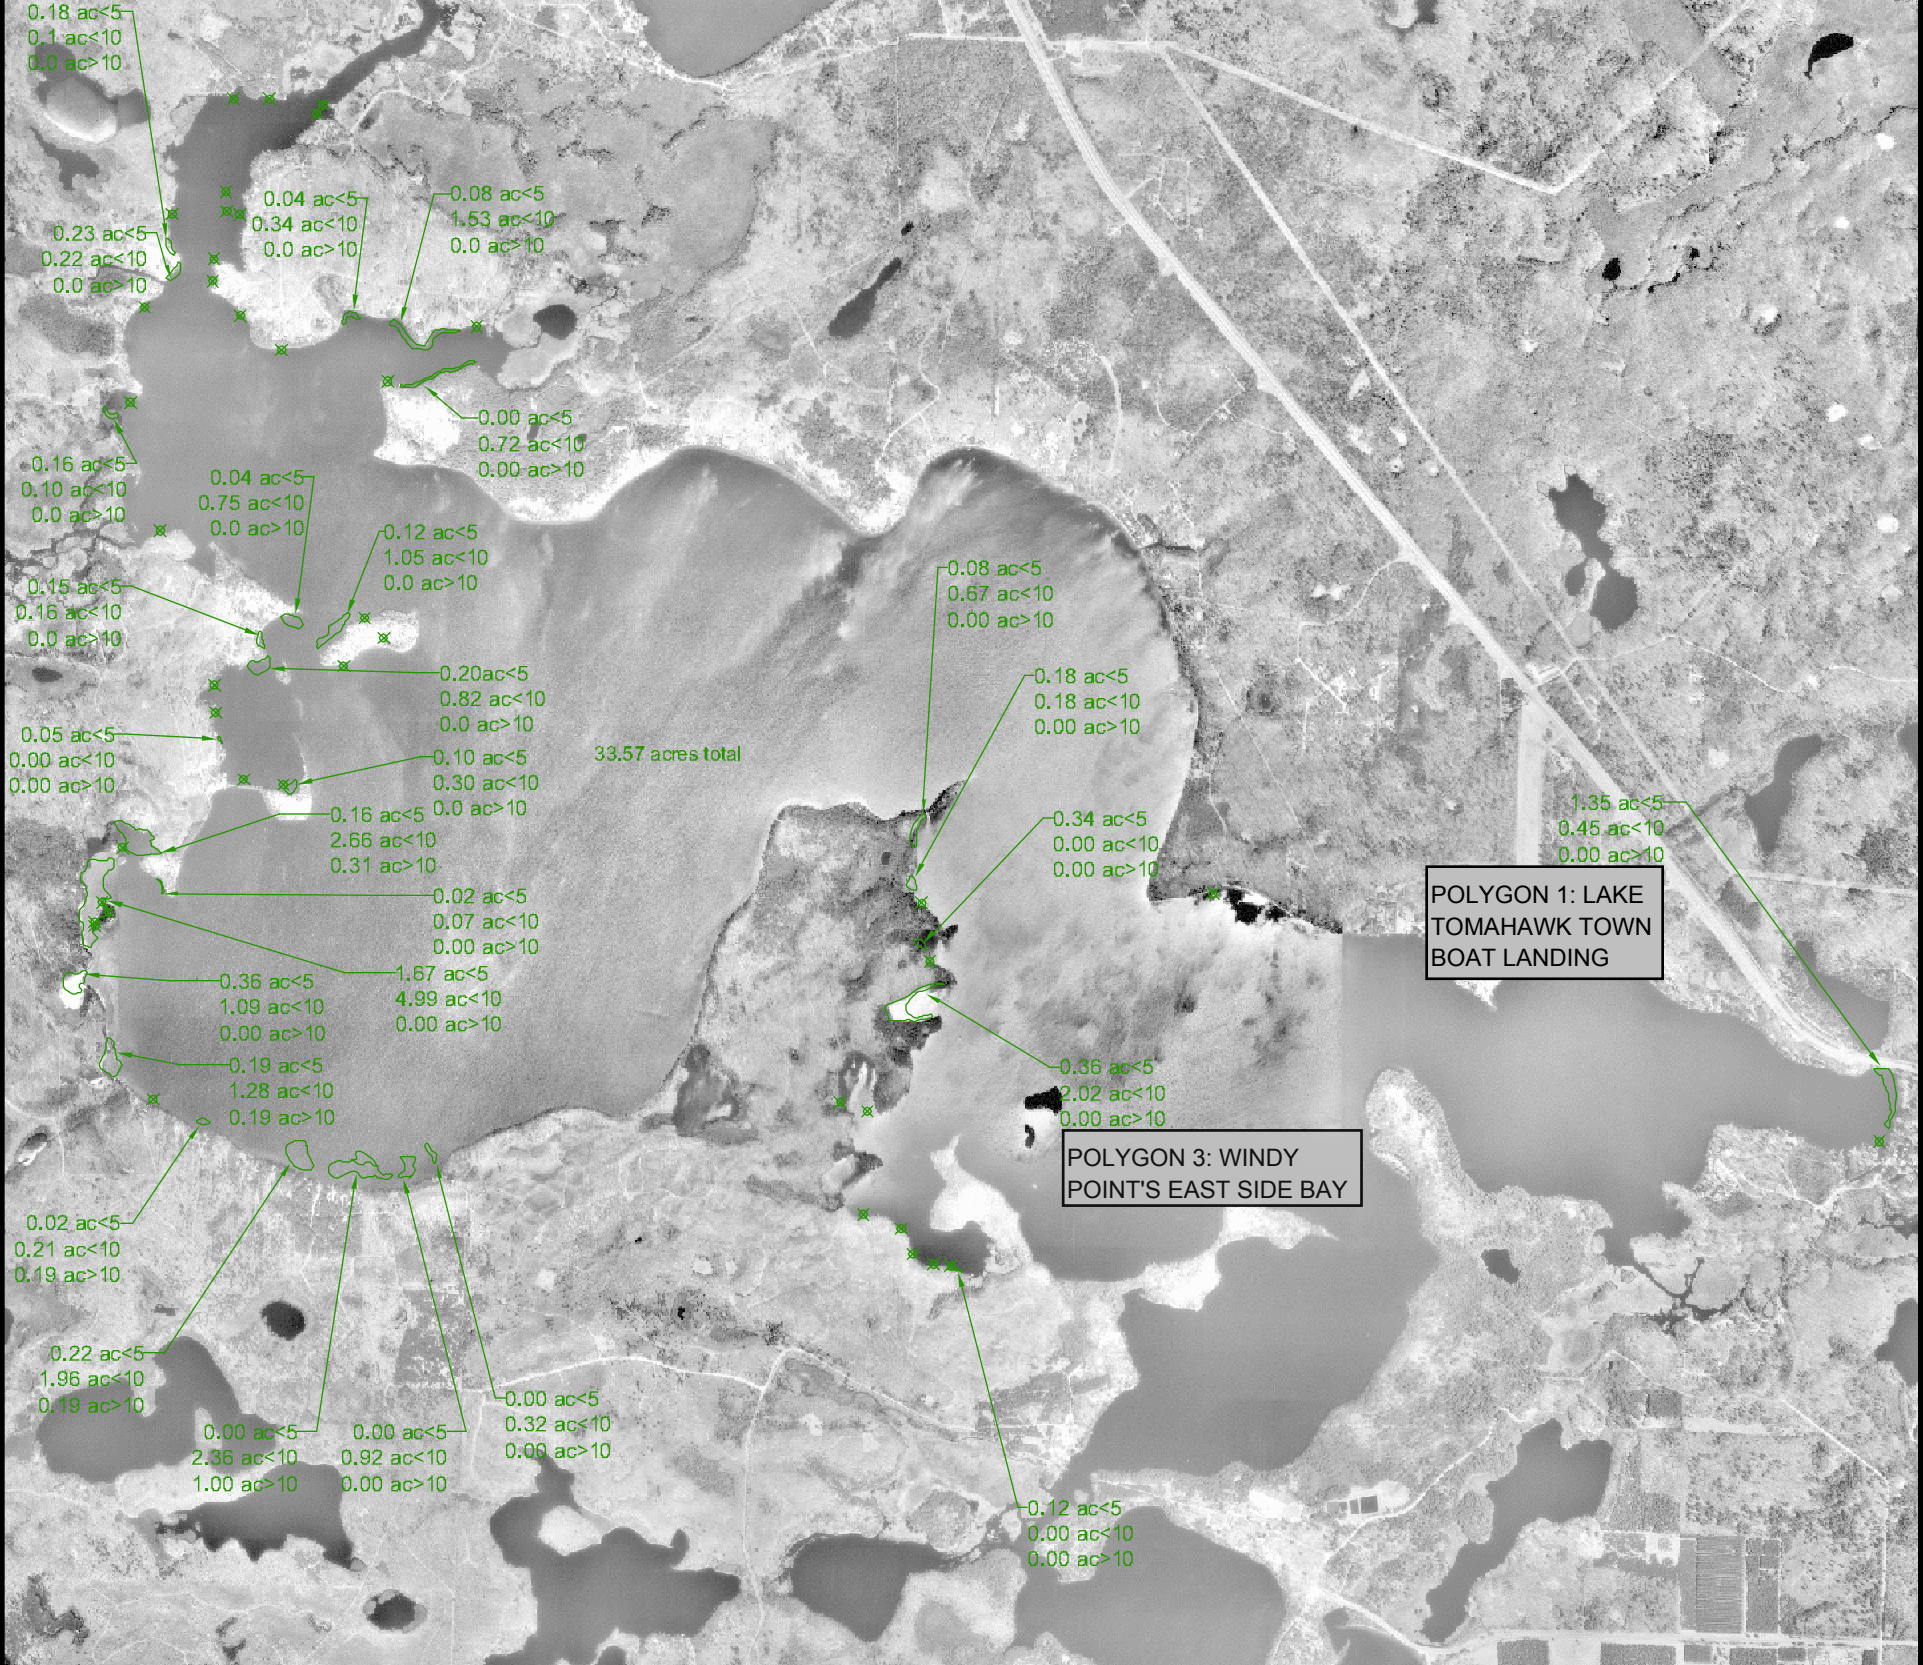 0.18 ac<5
0.1 ac<10
0.0 ac>10
0.04 ac<5
0.34 ac<10
0.0 ac>10
0.08 ac<5
1.53 ac<10
0.0 ac>10
0.23 ac<5
0.22 ac<10
0.0 ac>10
0.00 ac<5
0.72 ac<10
0.00 ac>10
0.16 ac<5
0.10 ac<10
0.0 ac>10
0.04 ac<5
0.75 ac<10
0.0 ac>10
0.12 ac<5
1.05 ac<10
0.0 ac>10
0.15 ac<5
0.16 ac<10
0.0 ac>10
0.08 ac<5
0.67 ac<10
0.00 ac>10
0.20ac<5
0.82 ac<10
0.0 ac>10
0.18 ac<5
0.18 ac<10
0.00 ac>10
0.05 ac<5
0.00 ac<10
0.00 ac>10
33.57 acres total
0.10 ac<5
0.30 ac<10
0.0 ac>10
0.16 ac<5
2.66 ac<10
0.31 ac>10
0.34 ac<5
0.00 ac<10
0.00 ac>10
1.35 ac<5
0.45 ac<10
0.00 ac>10
POLYGON 1: LAKE
TOMAHAWK TOWN
BOAT LANDING
0.02 ac<5
0.07 ac<10
0.00 ac>10
0.36 ac<5
1.09 ac<10
0.00 ac>10
1.67 ac<5
4.99 ac<10
0.00 ac>10
0.19 ac<5
1.28 ac<10
0.19 ac>10
0.36 ac<5
2.02 ac<10
0.00 ac>10
POLYGON 3: WINDY
POINT'S EAST SIDE BAY
0.02 ac<5
0.21 ac<10
0.19 ac>10
0.22 ac<5
1.96 ac<10
0.19 ac>10
0.00 ac<5
2.36 ac<10
1.00 ac>10
0.00 ac<5
0.92 ac<10
0.00 ac>10
0.00 ac<5
0.32 ac<10
0.00 ac>10
0.12 ac<5
0.00 ac<10
0.00 ac>10